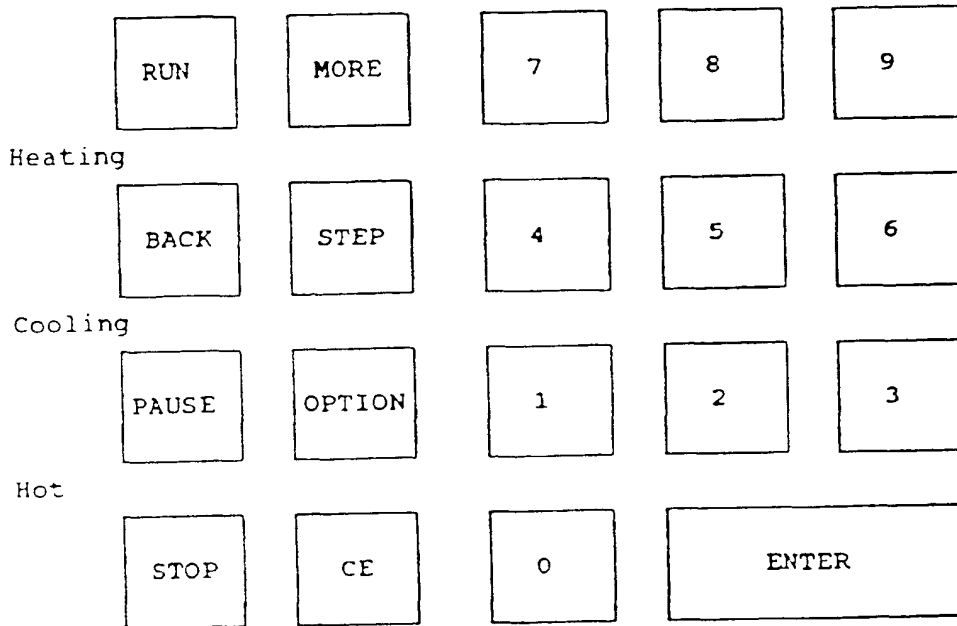 RUN MORE 7 8 9
Heating
BACK STEP 4 5 6
Cooling
PAUSE OPTION 1 2 3
Hot
STOP CE 0 ENTER